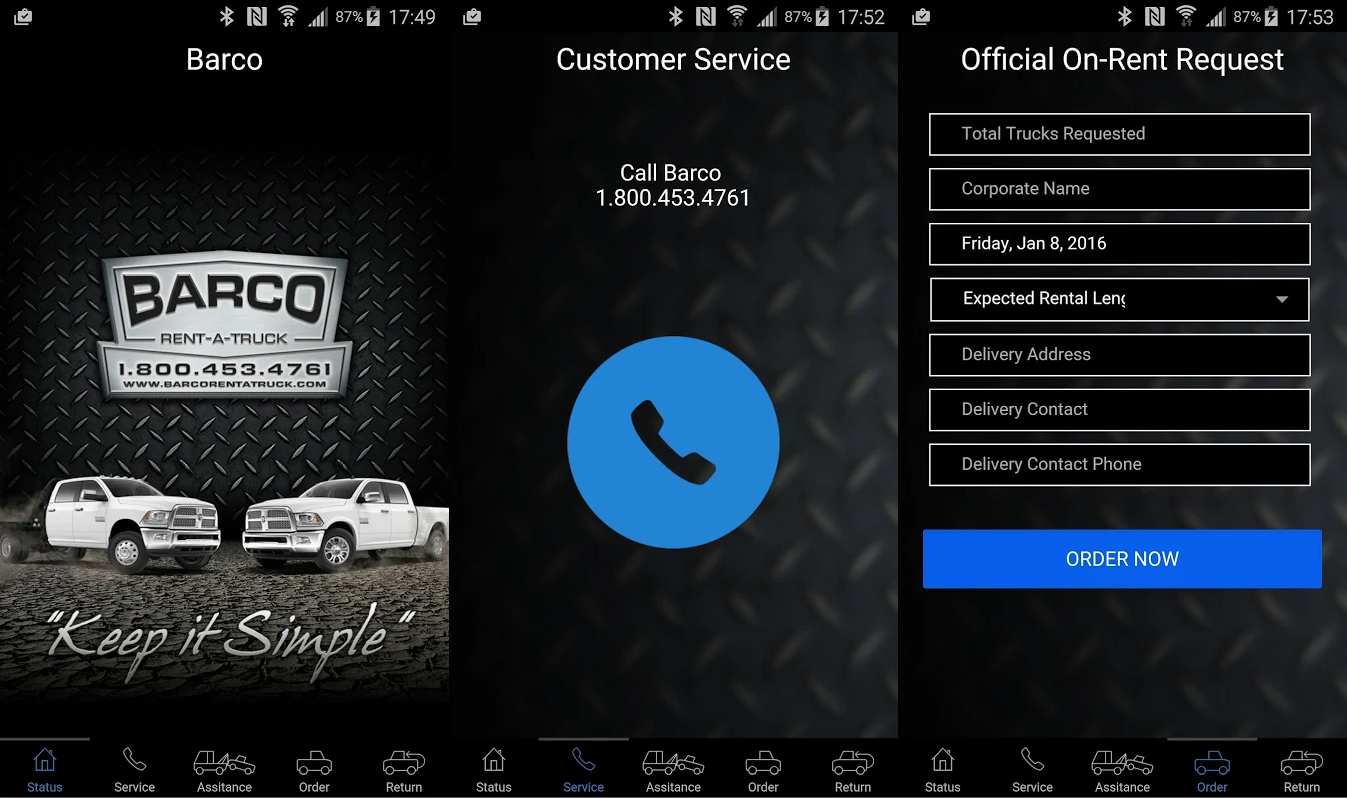 87% 17:49
Barco
BARCO
RENT-A-TRUCK
1.800.453.4761
WWW.BARCORENTATRUCK.COM
"Keep it Simple"
Status Service Assitance Order Return
87% 17:52
Customer Service
Call Barco
1.800.453.4761
Status Service Assitance Order Return
87% 17:53
Official On-Rent Request
Total Trucks Requested
Corporate Name
Friday, Jan 8, 2016
Expected Rental Leng
Delivery Address
Delivery Contact
Delivery Contact Phone
ORDER NOW
Status Service Assitance Order Return